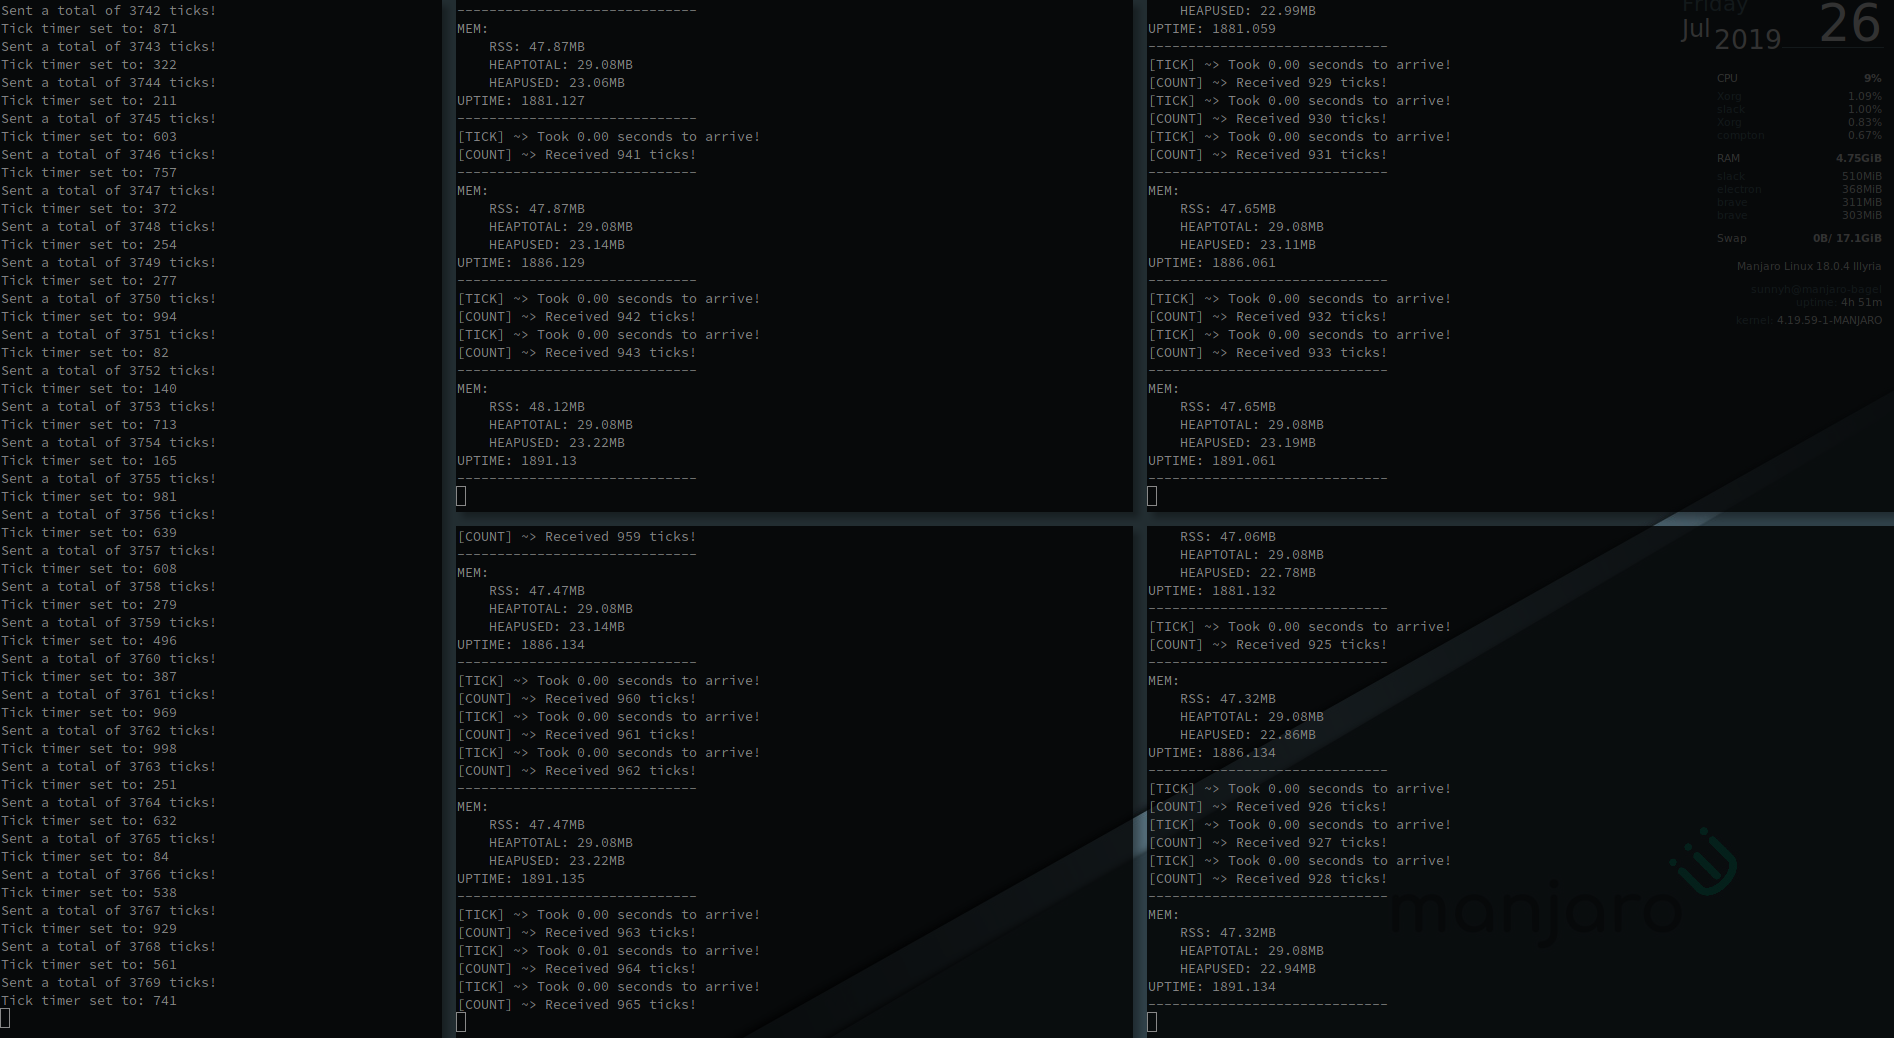 Sent a total of 3742 ticks!
Tick timer set to: 871
Sent a total of 3743 ticks!
Tick timer set to: 322
Sent a total of 3744 ticks!
Tick timer set to: 211
Sent a total of 3745 ticks!
Tick timer set to: 603
Sent a total of 3746 ticks!
Tick timer set to: 757
Sent a total of 3747 ticks!
Tick timer set to: 372
Sent a total of 3748 ticks!
Tick timer set to: 254
Sent a total of 3749 ticks!
Tick timer set to: 277
Sent a total of 3750 ticks!
Tick timer set to: 994
Sent a total of 3751 ticks!
Tick timer set to: 82
Sent a total of 3752 ticks!
Tick timer set to: 140
Sent a total of 3753 ticks!
Tick timer set to: 713
Sent a total of 3754 ticks!
Tick timer set to: 165
Sent a total of 3755 ticks!
Tick timer set to: 981
Sent a total of 3756 ticks!
Tick timer set to: 639
Sent a total of 3757 ticks!
Tick timer set to: 608
Sent a total of 3758 ticks!
Tick timer set to: 279
Sent a total of 3759 ticks!
Tick timer set to: 496
Sent a total of 3760 ticks!
Tick timer set to: 387
Sent a total of 3761 ticks!
Tick timer set to: 969
Sent a total of 3762 ticks!
Tick timer set to: 998
Sent a total of 3763 ticks!
Tick timer set to: 251
Sent a total of 3764 ticks!
Tick timer set to: 632
Sent a total of 3765 ticks!
Tick timer set to: 84
Sent a total of 3766 ticks!
Tick timer set to: 538
Sent a total of 3767 ticks!
Tick timer set to: 929
Sent a total of 3768 ticks!
Tick timer set to: 561
Sent a total of 3769 ticks!
Tick timer set to: 741
------------------------------
MEM:
RSS: 47.87MB
HEAPTOTAL: 29.08MB
HEAPUSED: 23.06MB
UPTIME: 1881.127
------------------------------
[TICK] ~> Took 0.00 seconds to arrive!
[COUNT] ~> Received 941 ticks!
------------------------------
MEM:
RSS: 47.87MB
HEAPTOTAL: 29.08MB
HEAPUSED: 23.14MB
UPTIME: 1886.129
------------------------------
[TICK] ~> Took 0.00 seconds to arrive!
[COUNT] ~> Received 942 ticks!
[TICK] ~> Took 0.00 seconds to arrive!
[COUNT] ~> Received 943 ticks!
------------------------------
MEM:
RSS: 48.12MB
HEAPTOTAL: 29.08MB
HEAPUSED: 23.22MB
UPTIME: 1891.13
------------------------------
HEAPUSED: 22.99MB
UPTIME: 1881.059
------------------------------
[TICK] ~> Took 0.00 seconds to arrive!
[COUNT] ~> Received 929 ticks!
[TICK] ~> Took 0.00 seconds to arrive!
[COUNT] ~> Received 930 ticks!
[TICK] ~> Took 0.00 seconds to arrive!
[COUNT] ~> Received 931 ticks!
------------------------------
MEM:
RSS: 47.65MB
HEAPTOTAL: 29.08MB
HEAPUSED: 23.11MB
UPTIME: 1886.061
------------------------------
[TICK] ~> Took 0.00 seconds to arrive!
[COUNT] ~> Received 932 ticks!
[TICK] ~> Took 0.00 seconds to arrive!
[COUNT] ~> Received 933 ticks!
------------------------------
MEM:
RSS: 47.65MB
HEAPTOTAL: 29.08MB
HEAPUSED: 23.19MB
UPTIME: 1891.061
------------------------------
Friday
Jul 2019 26
CPU 9%
Xorg 1.09%
slack 1.00%
Xorg 0.83%
compton 0.67%
RAM 4.75GiB
slack 510MiB
electron 368MiB
brave 311MiB
brave 303MiB
Swap 0B/ 17.1GiB
Manjaro Linux 18.0.4 Illyria
sunnyh@manjaro-bagel
uptime: 4h 51m
kernel: 4.19.59-1-MANJARO
[COUNT] ~> Received 959 ticks!
------------------------------
MEM:
RSS: 47.47MB
HEAPTOTAL: 29.08MB
HEAPUSED: 23.14MB
UPTIME: 1886.134
------------------------------
[TICK] ~> Took 0.00 seconds to arrive!
[COUNT] ~> Received 960 ticks!
[TICK] ~> Took 0.00 seconds to arrive!
[COUNT] ~> Received 961 ticks!
[TICK] ~> Took 0.00 seconds to arrive!
[COUNT] ~> Received 962 ticks!
------------------------------
MEM:
RSS: 47.47MB
HEAPTOTAL: 29.08MB
HEAPUSED: 23.22MB
UPTIME: 1891.135
------------------------------
[TICK] ~> Took 0.00 seconds to arrive!
[COUNT] ~> Received 963 ticks!
[TICK] ~> Took 0.01 seconds to arrive!
[COUNT] ~> Received 964 ticks!
[TICK] ~> Took 0.00 seconds to arrive!
[COUNT] ~> Received 965 ticks!
RSS: 47.06MB
HEAPTOTAL: 29.08MB
HEAPUSED: 22.78MB
UPTIME: 1881.132
------------------------------
[TICK] ~> Took 0.00 seconds to arrive!
[COUNT] ~> Received 925 ticks!
------------------------------
MEM:
RSS: 47.32MB
HEAPTOTAL: 29.08MB
HEAPUSED: 22.86MB
UPTIME: 1886.134
------------------------------
[TICK] ~> Took 0.00 seconds to arrive!
[COUNT] ~> Received 926 ticks!
[TICK] ~> Took 0.00 seconds to arrive!
[COUNT] ~> Received 927 ticks!
[TICK] ~> Took 0.00 seconds to arrive!
[COUNT] ~> Received 928 ticks!
------------------------------
MEM:
RSS: 47.32MB
HEAPTOTAL: 29.08MB
HEAPUSED: 22.94MB
UPTIME: 1891.134
------------------------------
manjaro